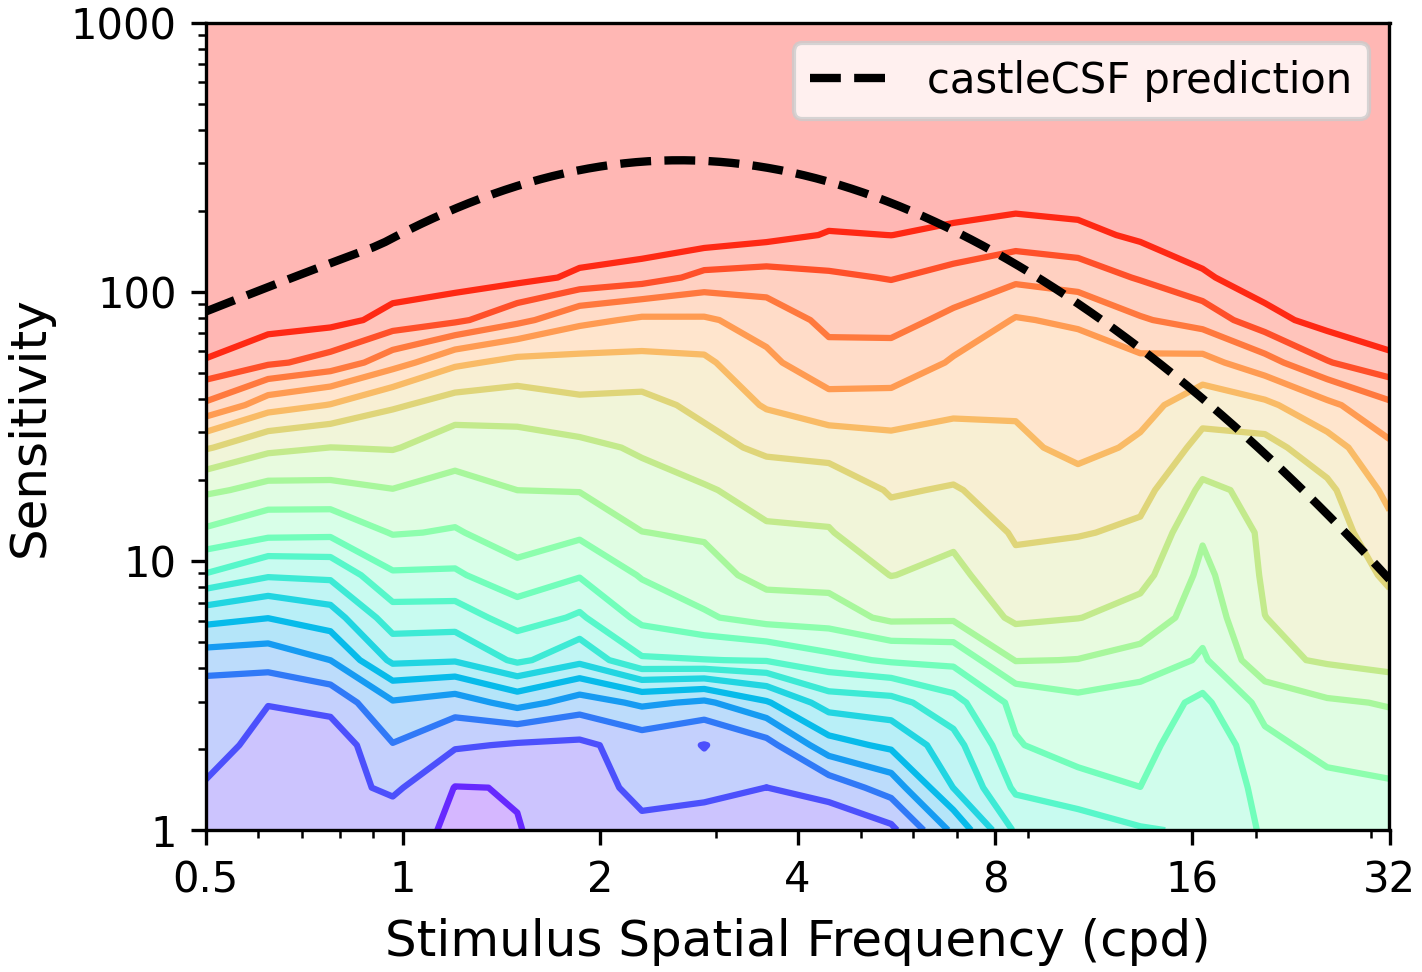 1000
100
10
1
Sensitivity
castleCSF prediction
0.5 1 2 4 8 16 32
Stimulus Spatial Frequency (cpd)